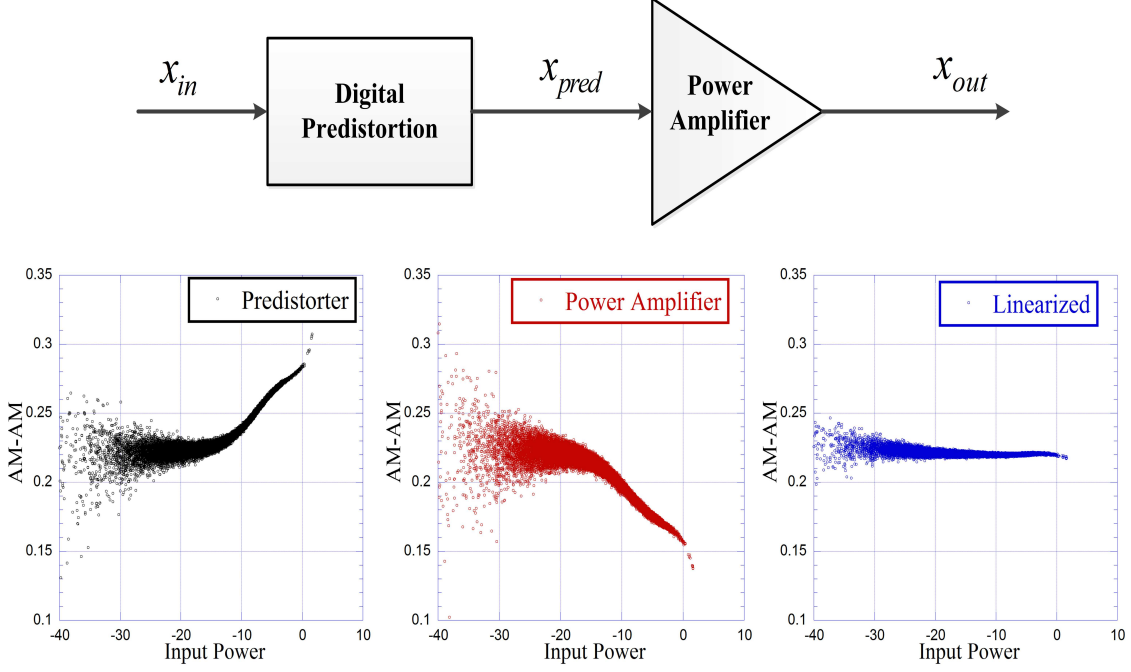 x_in
Digital
Predistortion
x_pred
Power
Amplifier
x_out
AM-AM
0.35
0.3
0.25
0.2
0.15
0.1
Predistorter
-40 -30 -20 -10 0 10
Input Power
AM-AM
0.35
0.3
0.25
0.2
0.15
0.1
Power Amplifier
-40 -30 -20 -10 0 10
Input Power
AM-AM
0.35
0.3
0.25
0.2
0.15
0.1
Linearized
-40 -30 -20 -10 0 10
Input Power